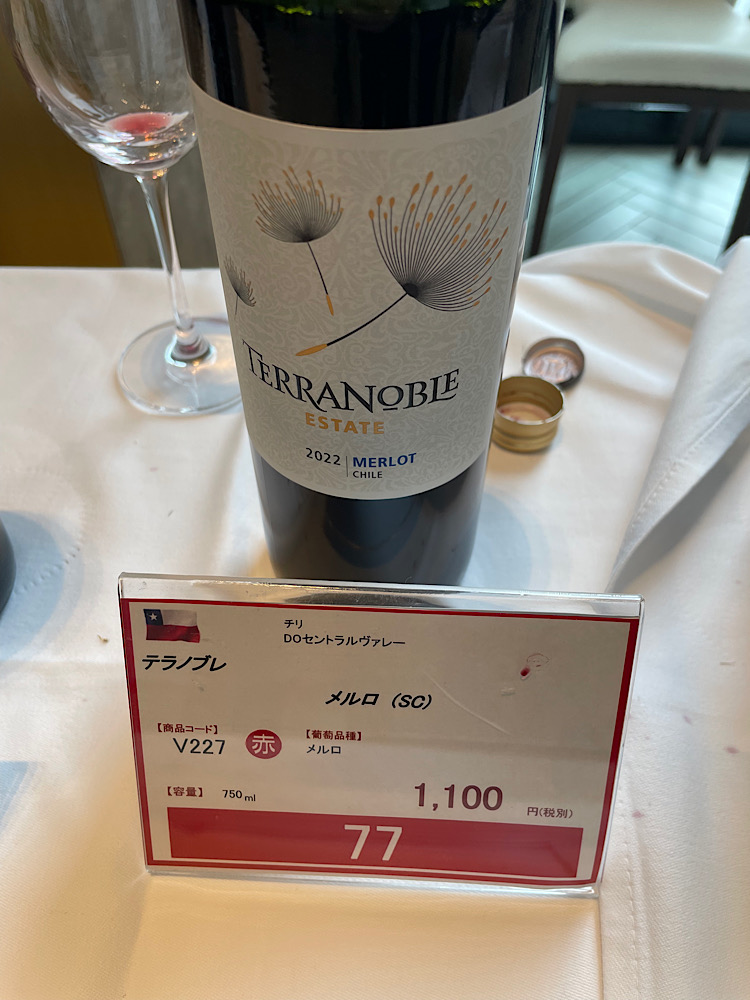 TERRANOBLE
ESTATE
2022 MERLOT
CHILE
チリ
DOセントラルヴァレー
テラノブレ
メルロ (SC)
【商品コード】 【葡萄品種】
V227 赤 メルロ
【容量】 750ml 1,100 円(税別)
77